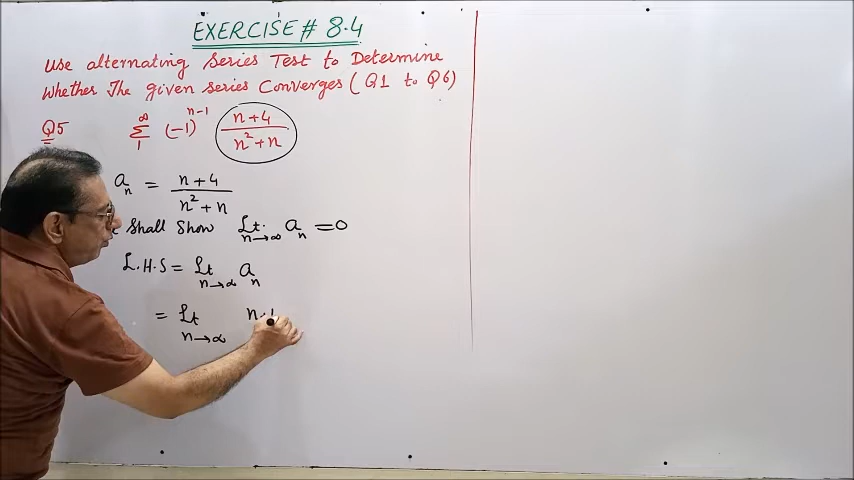 EXERCISE # 8.4
Use alternating Series Test to Determine
Whether The given series Converges (Q1 to Q6)
Q5 ∞ Σ 1 (-1)^{n-1} (n+4)/(n²+n)
a_n = (n+4)/(n²+n)
Shall Show Lt. n→∞ a_n = 0
L.H.S = Lt n→∞ a_n
= Lt n→∞ n